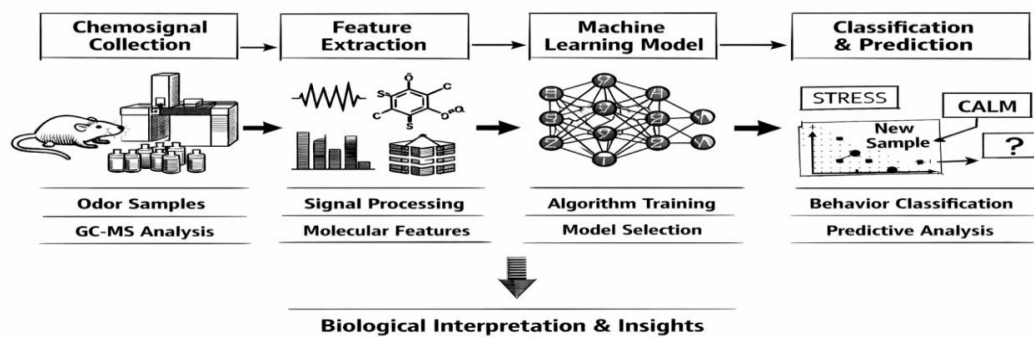 Chemosignal
Collection
Feature
Extraction
Machine
Learning Model
Classification
& Prediction
STRESS
CALM
New
Sample
?
Odor Samples
GC-MS Analysis
Signal Processing
Molecular Features
Algorithm Training
Model Selection
Behavior Classification
Predictive Analysis
Biological Interpretation & Insights